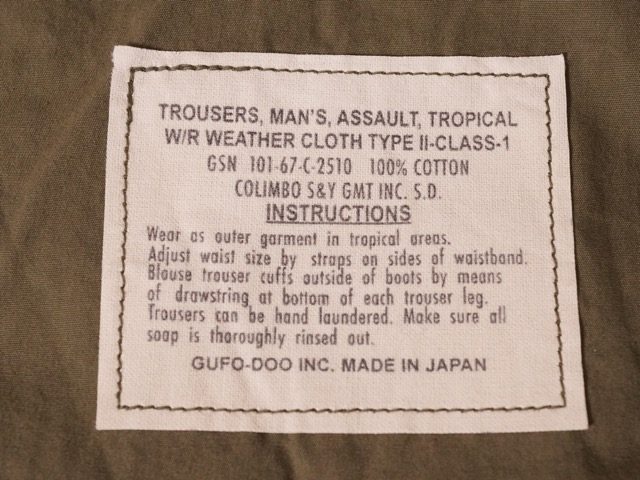 TROUSERS, MAN'S, ASSAULT, TROPICAL
W/R WEATHER CLOTH TYPE II-CLASS-1
GSN 101-67-C-2510 100% COTTON
COLIMBO S&Y GMT INC. S.D.
INSTRUCTIONS
Wear as outer garment in tropical areas.
Adjust waist size by straps on sides of waistband.
Blouse trouser cuffs outside of boots by means
of drawstring at bottom of each trouser leg.
Trousers can be hand laundered. Make sure all
soap is thoroughly rinsed out.
GUFO-DOO INC. MADE IN JAPAN